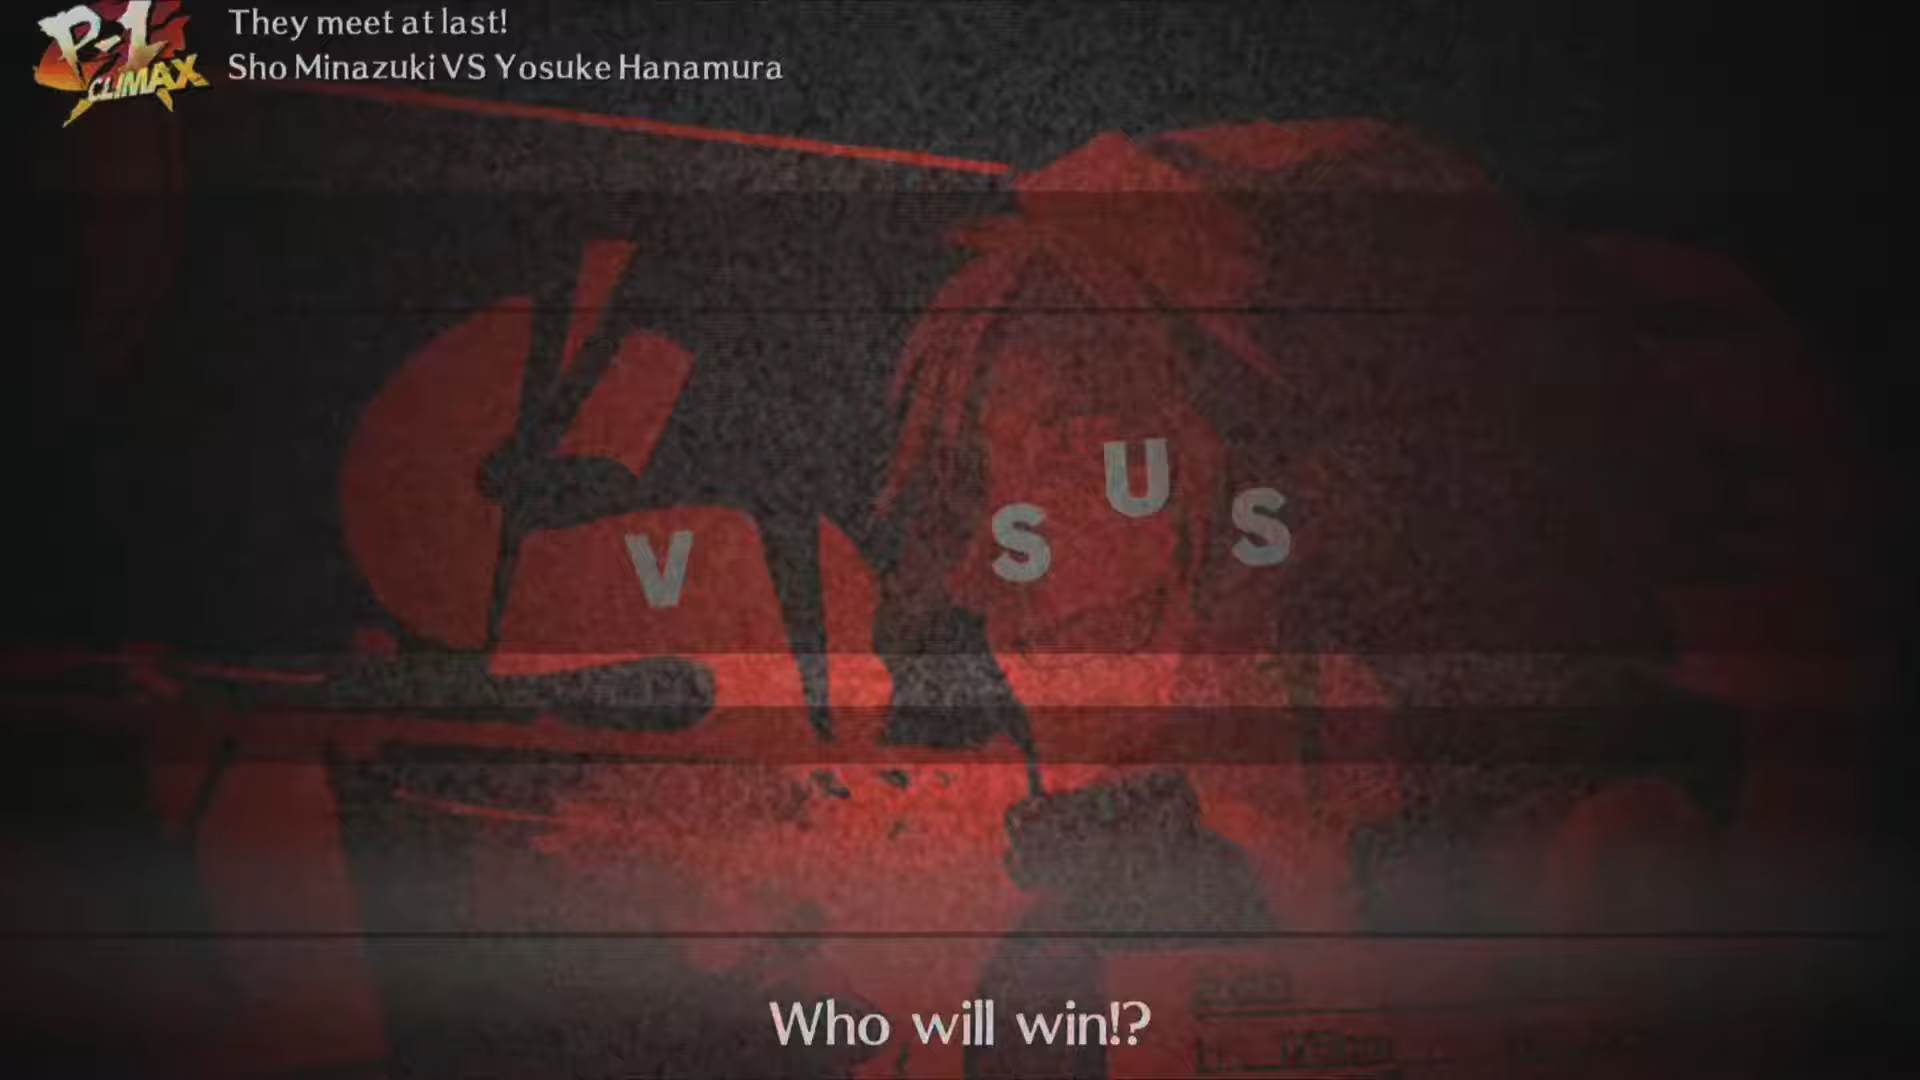 P-1
CLIMAX
They meet at last!
Sho Minazuki VS Yosuke Hanamura
V S U S
Who will win!?